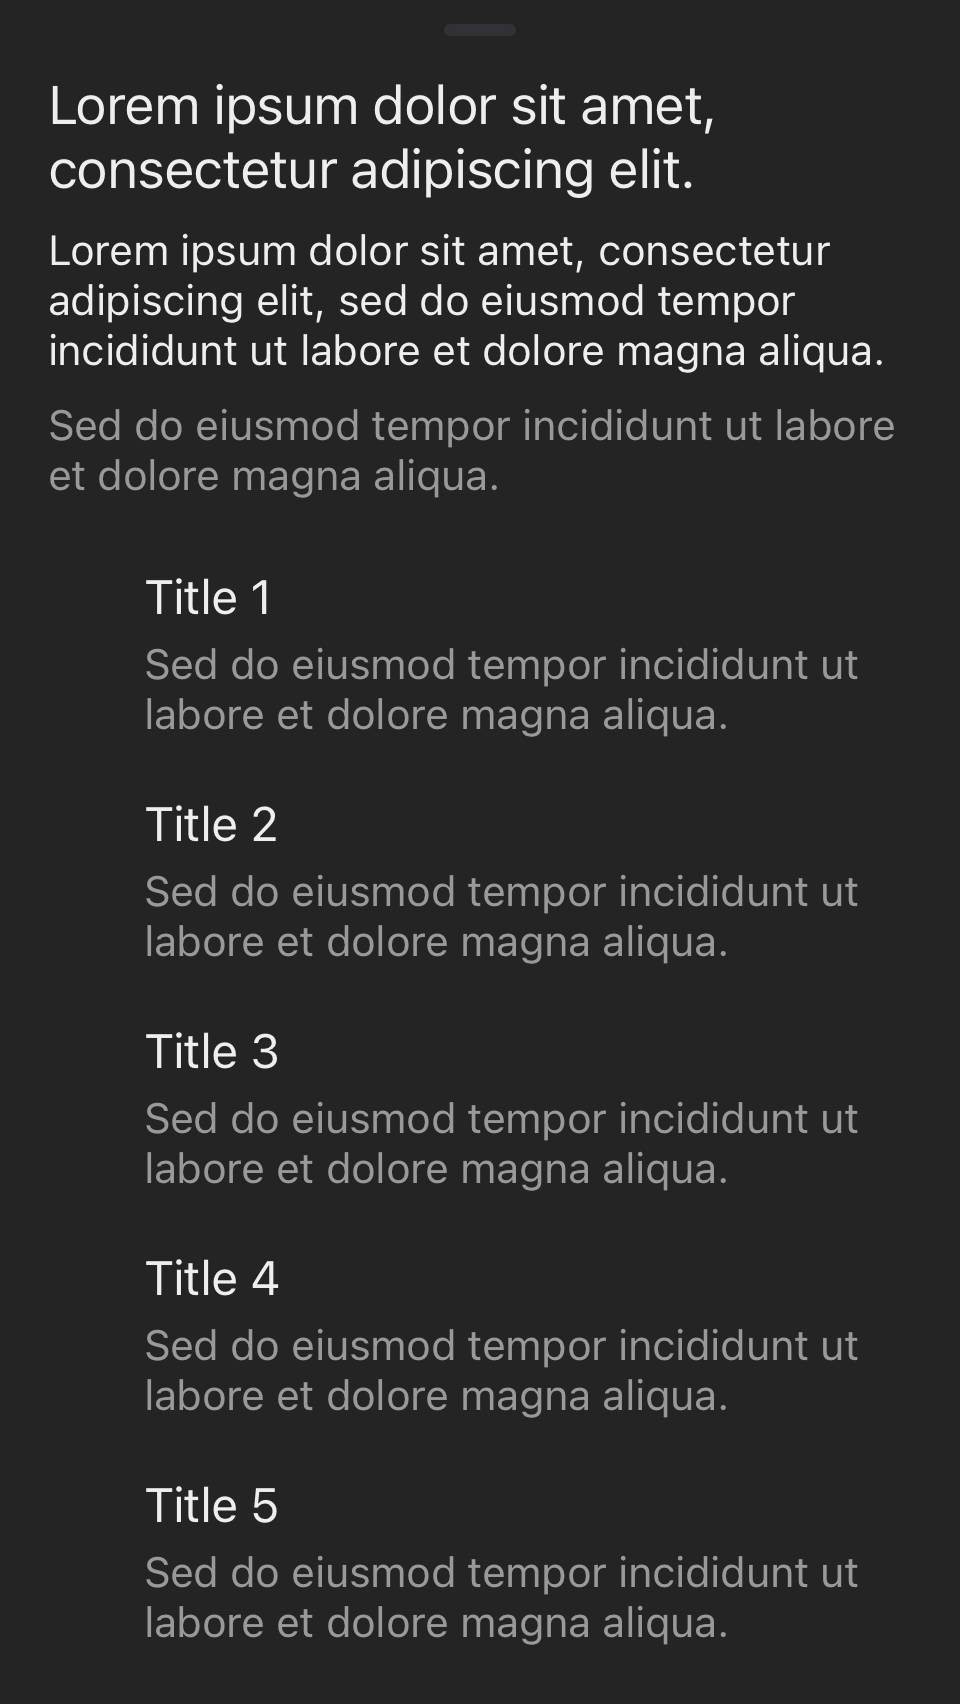 Lorem ipsum dolor sit amet,
consectetur adipiscing elit.
Lorem ipsum dolor sit amet, consectetur
adipiscing elit, sed do eiusmod tempor
incididunt ut labore et dolore magna aliqua.
Sed do eiusmod tempor incididunt ut labore
et dolore magna aliqua.
Title 1
Sed do eiusmod tempor incididunt ut
labore et dolore magna aliqua.
Title 2
Sed do eiusmod tempor incididunt ut
labore et dolore magna aliqua.
Title 3
Sed do eiusmod tempor incididunt ut
labore et dolore magna aliqua.
Title 4
Sed do eiusmod tempor incididunt ut
labore et dolore magna aliqua.
Title 5
Sed do eiusmod tempor incididunt ut
labore et dolore magna aliqua.